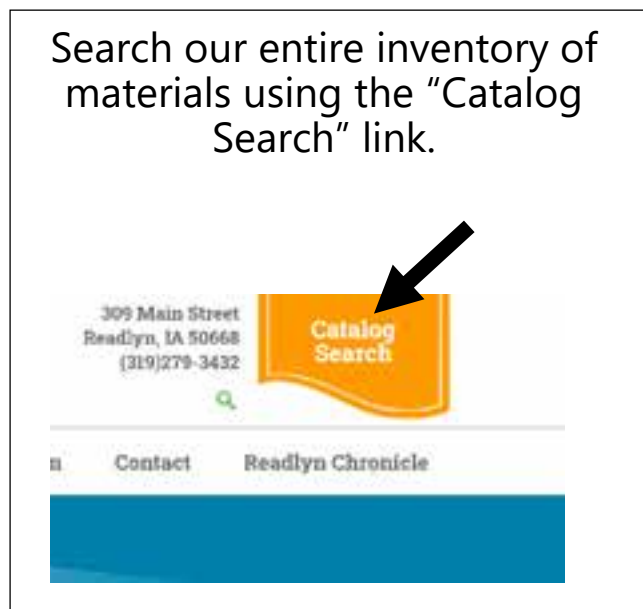 Search our entire inventory of
materials using the “Catalog
Search” link.
309 Main Street
Readlyn, IA 50668
(319)279-3432
Catalog
Search
n Contact Readlyn Chronicle